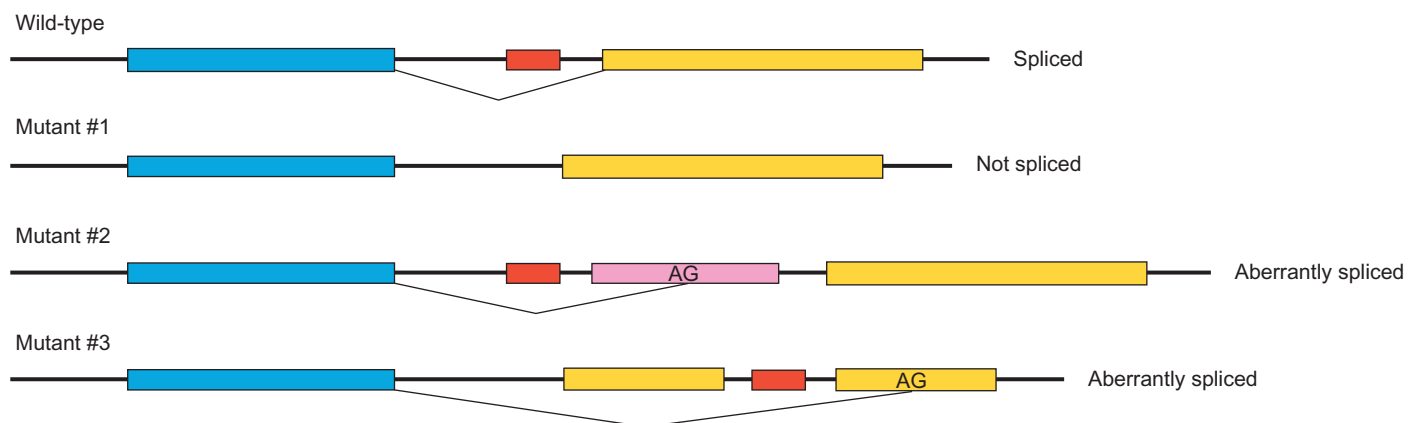 Wild-type
Spliced
Mutant #1
Not spliced
Mutant #2
AG
Aberrantly spliced
Mutant #3
AG
Aberrantly spliced